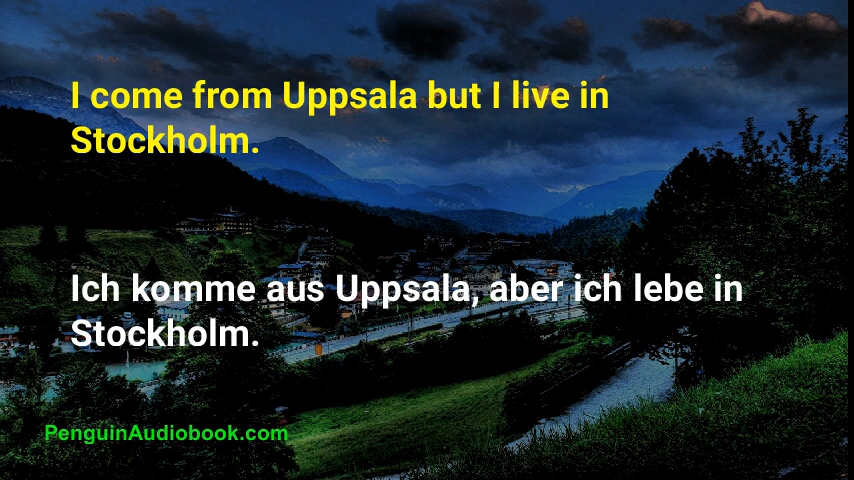 I come from Uppsala but I live in
Stockholm.
Ich komme aus Uppsala, aber ich lebe in
Stockholm.
PenguinAudiobook.com